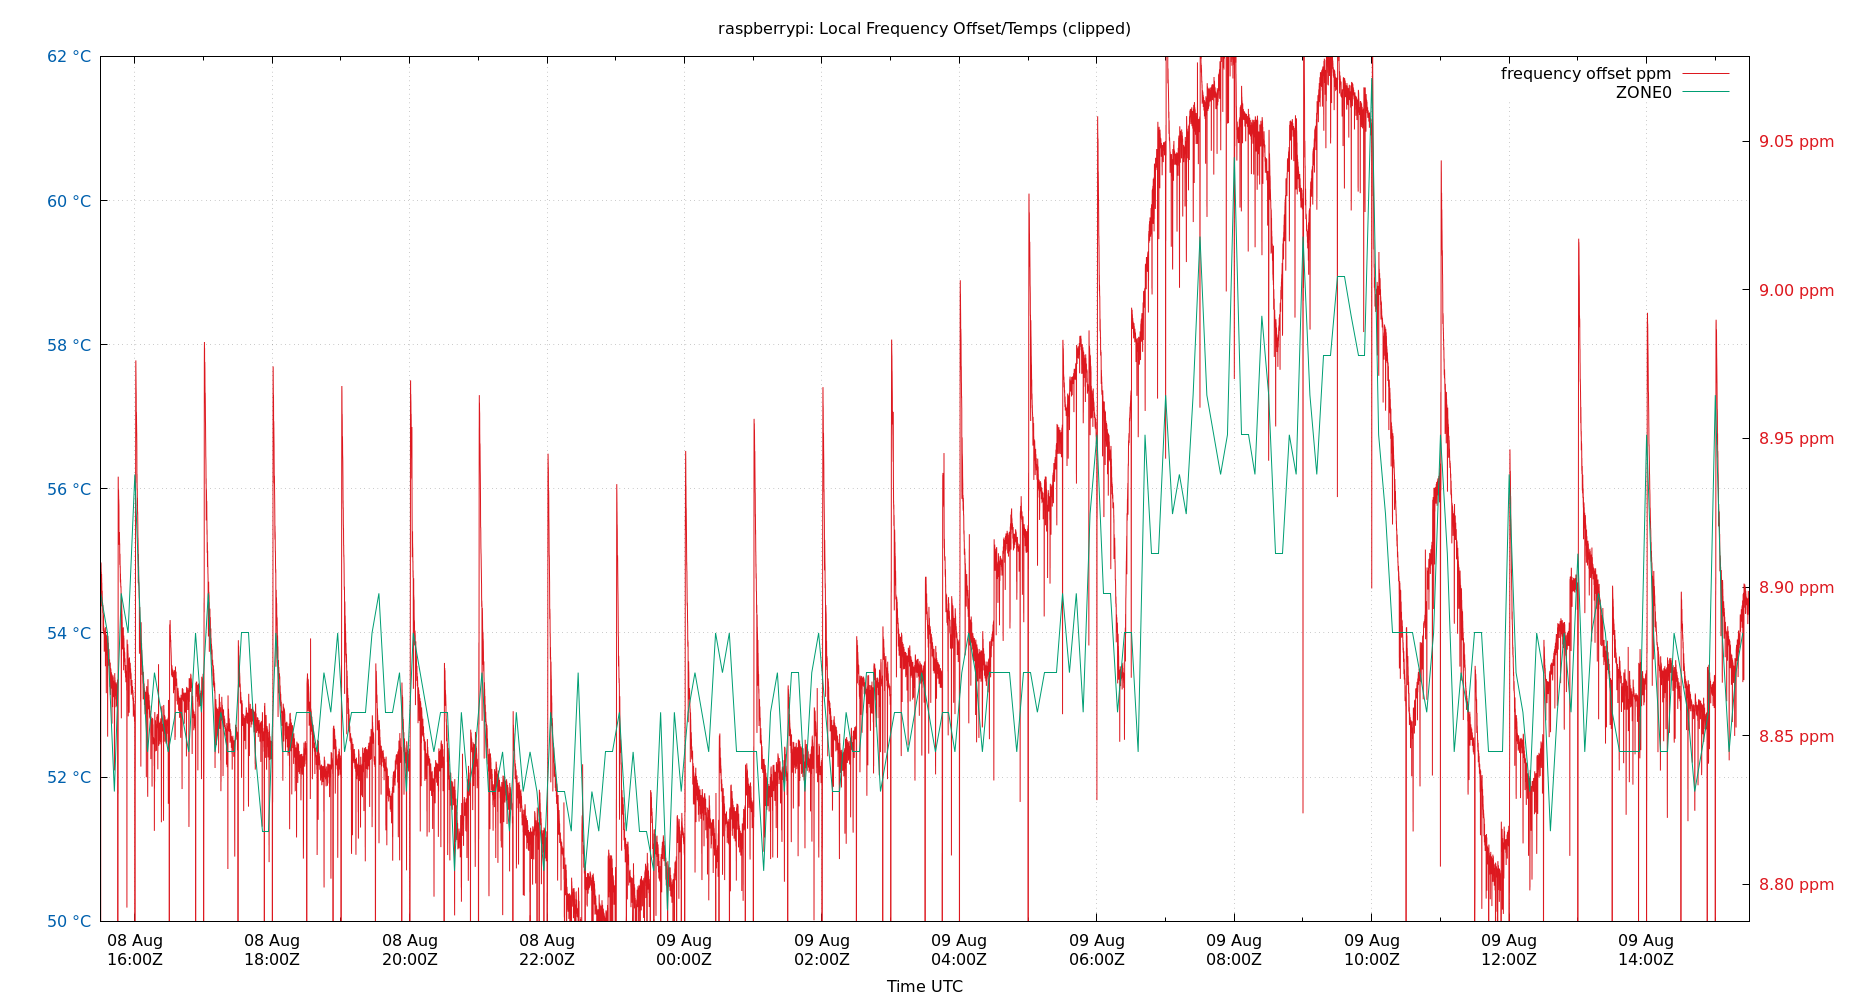 raspberrypi: Local Frequency Offset/Temps (clipped)
62 °C
60 °C
58 °C
56 °C
54 °C
52 °C
50 °C
frequency offset ppm
ZONE0
9.05 ppm
9.00 ppm
8.95 ppm
8.90 ppm
8.85 ppm
8.80 ppm
08 Aug 08 Aug 08 Aug 08 Aug 09 Aug 09 Aug 09 Aug 09 Aug 09 Aug 09 Aug 09 Aug 09 Aug
16:00Z 18:00Z 20:00Z 22:00Z 00:00Z 02:00Z 04:00Z 06:00Z 08:00Z 10:00Z 12:00Z 14:00Z
Time UTC